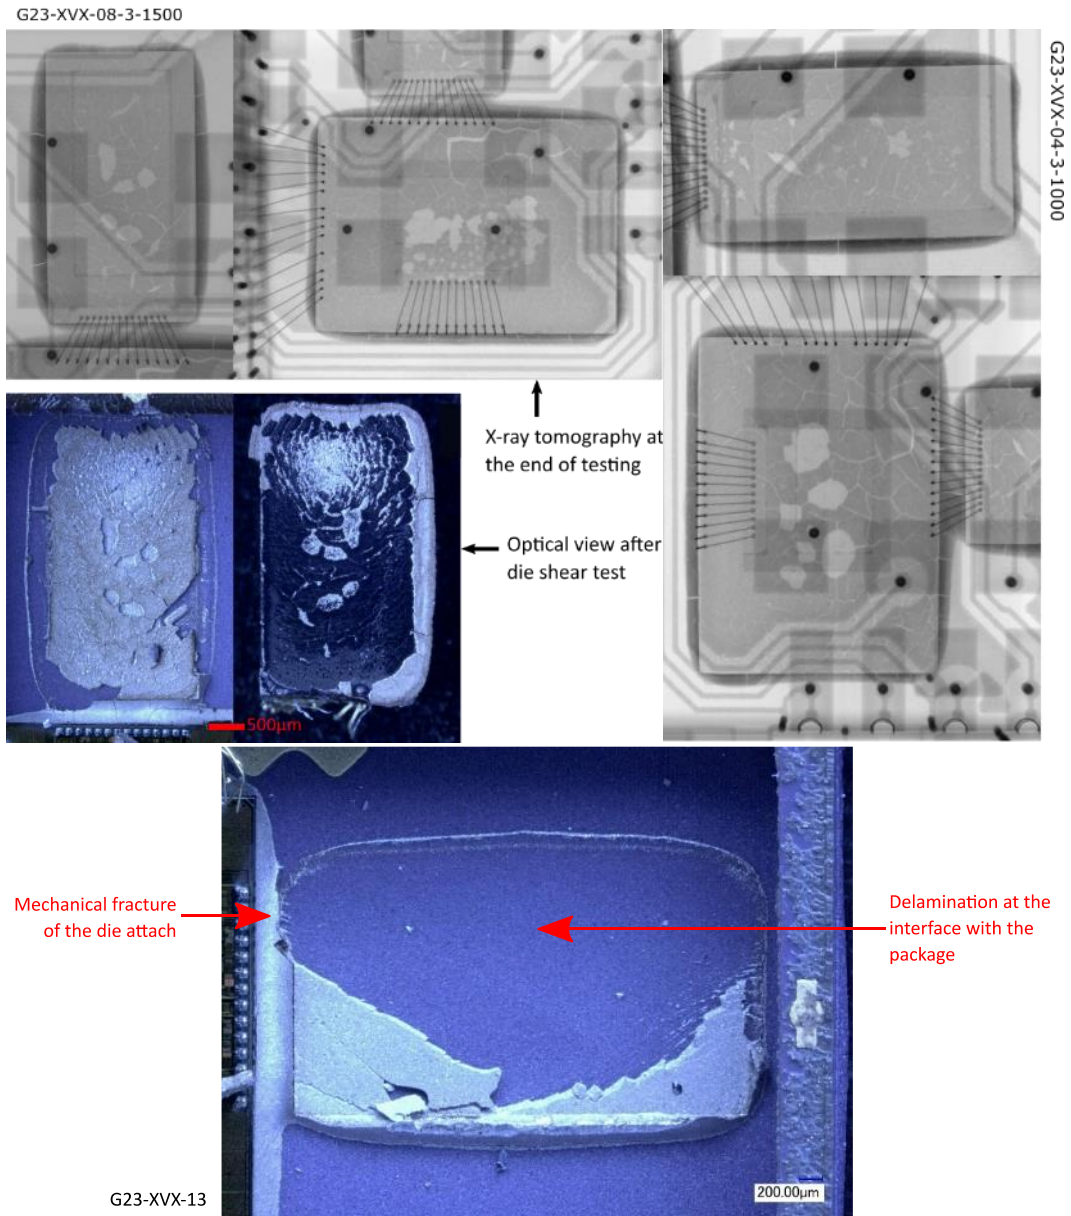 G23-XVX-08-3-1500
G23-XVX-04-3-1000
X-ray tomography at
the end of testing
Optical view after
die shear test
500µm
Mechanical fracture
of the die attach
Delamination at the
interface with the
package
200.00µm
G23-XVX-13